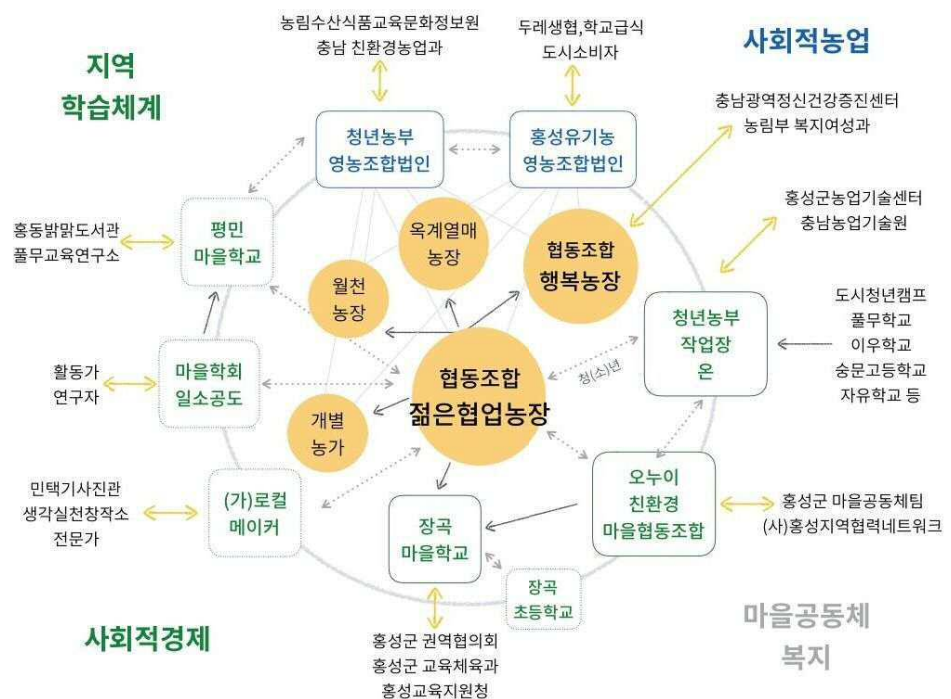 농림수산식품교육문화정보원
충남 친환경농업과
두레생협,학교급식
도시소비자
사회적농업
지역
학습체계
충남광역정신건강증진센터
농림부 복지여성과
청년농부
영농조합법인
홍성유기농
영농조합법인
홍성군농업기술센터
충남농업기술원
홍동밝맑도서관
풀무교육연구소
평민
마을학교
옥계열매
농장
협동조합
행복농장
월천
농장
청년농부
작업장
온
도시청년캠프
풀무학교
이우학교
숭문고등학교
자유학교 등
활동가
연구자
마을학회
일소공도
협동조합
젊은협업농장
청(소)년
개별
농가
민택기사진관
생각실천창작소
전문가
(가)로컬
메이커
장곡
마을학교
오누이
친환경
마을협동조합
홍성군 마을공동체팀
(사)홍성지역협력네트워크
장곡
초등학교
사회적경제
홍성군 권역협의회
홍성군 교육체육과
홍성교육지원청
마을공동체
복지